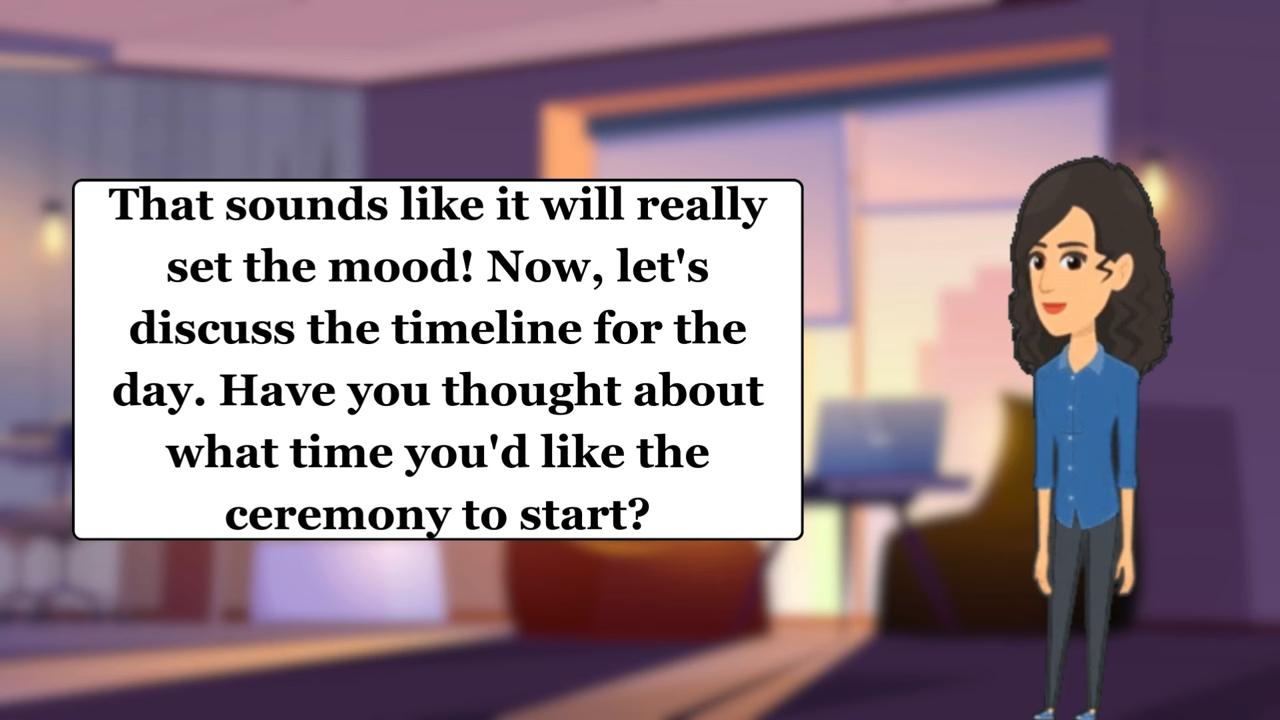 That sounds like it will really
set the mood! Now, let's
discuss the timeline for the
day. Have you thought about
what time you'd like the
ceremony to start?